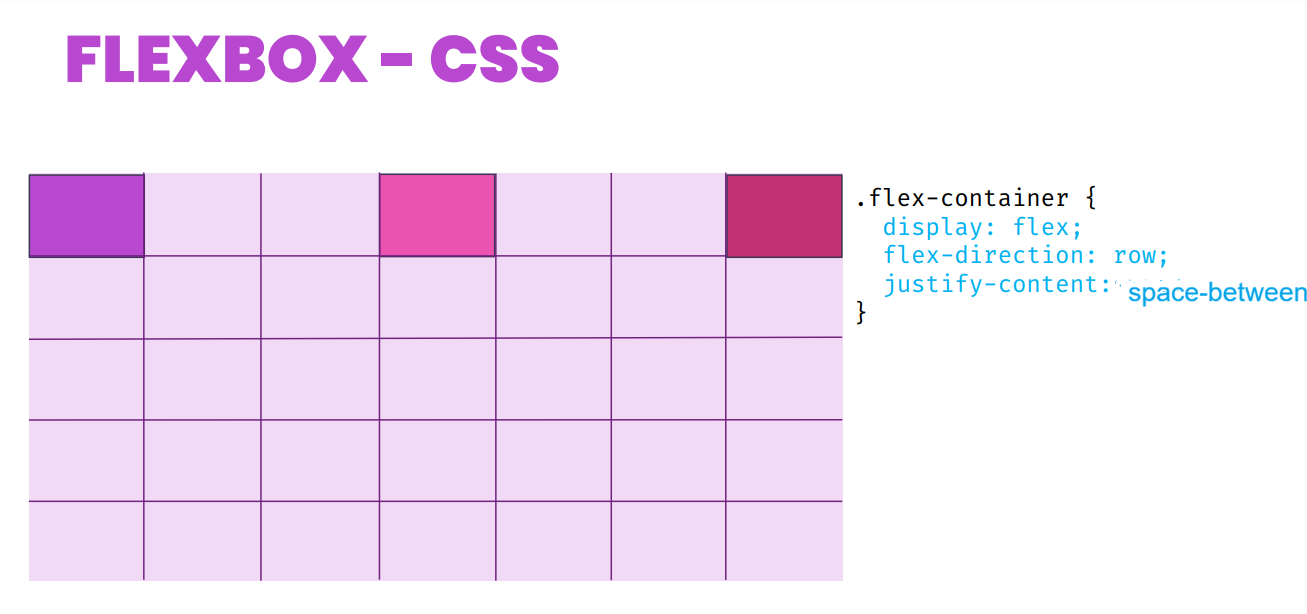 FLEXBOX - CSS
.flex-container {
display: flex;
flex-direction: row;
justify-content: space-between
}